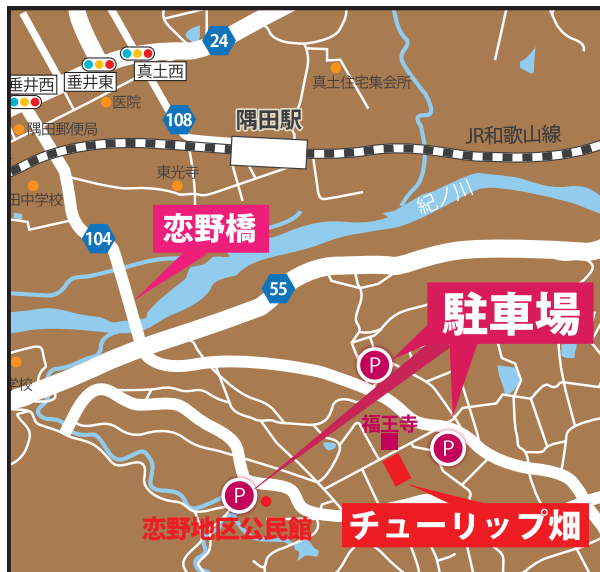 24
真土西
垂井東
垂井西
医院
真土住宅集会所
108
隅田駅
隅田郵便局
JR和歌山線
東光寺
田中学校
紀ノ川
恋野橋
104
55
駐車場
P
学校
福王寺
P
P
恋野地区公民館
チューリップ畑